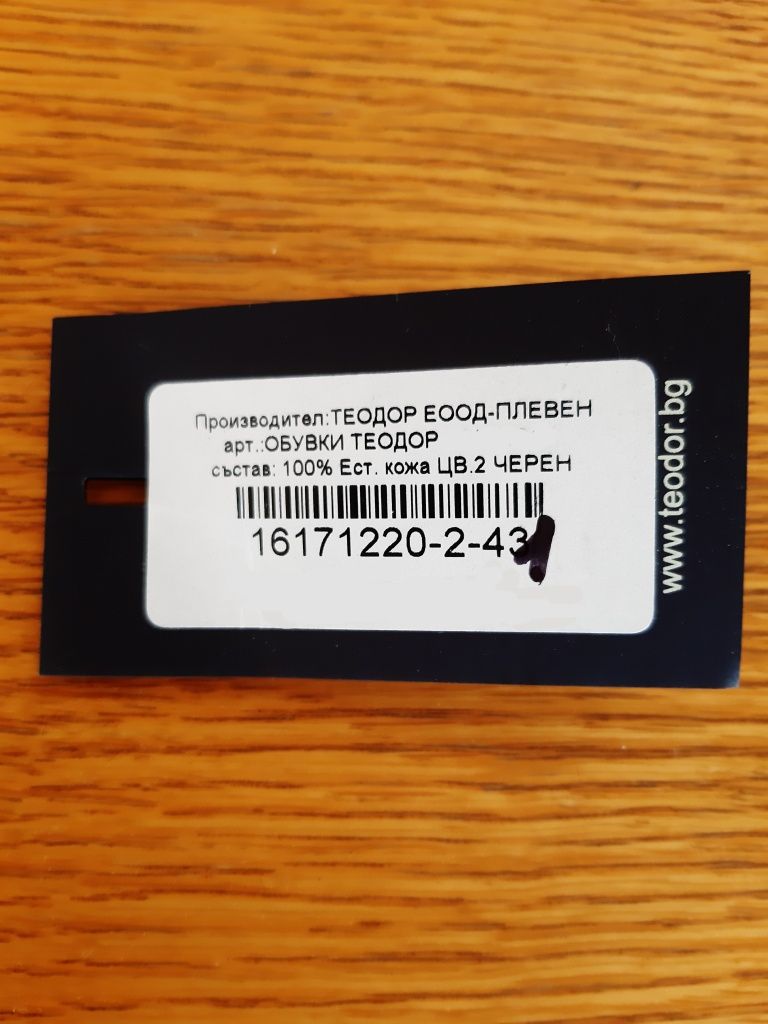 Производител:ТЕОДОР ЕООД-ПЛЕВЕН
арт.:ОБУВКИ ТЕОДОР
състав: 100% Ест. кожа ЦВ.2 ЧЕРЕН
16171220-2-431
www.teodor.bg